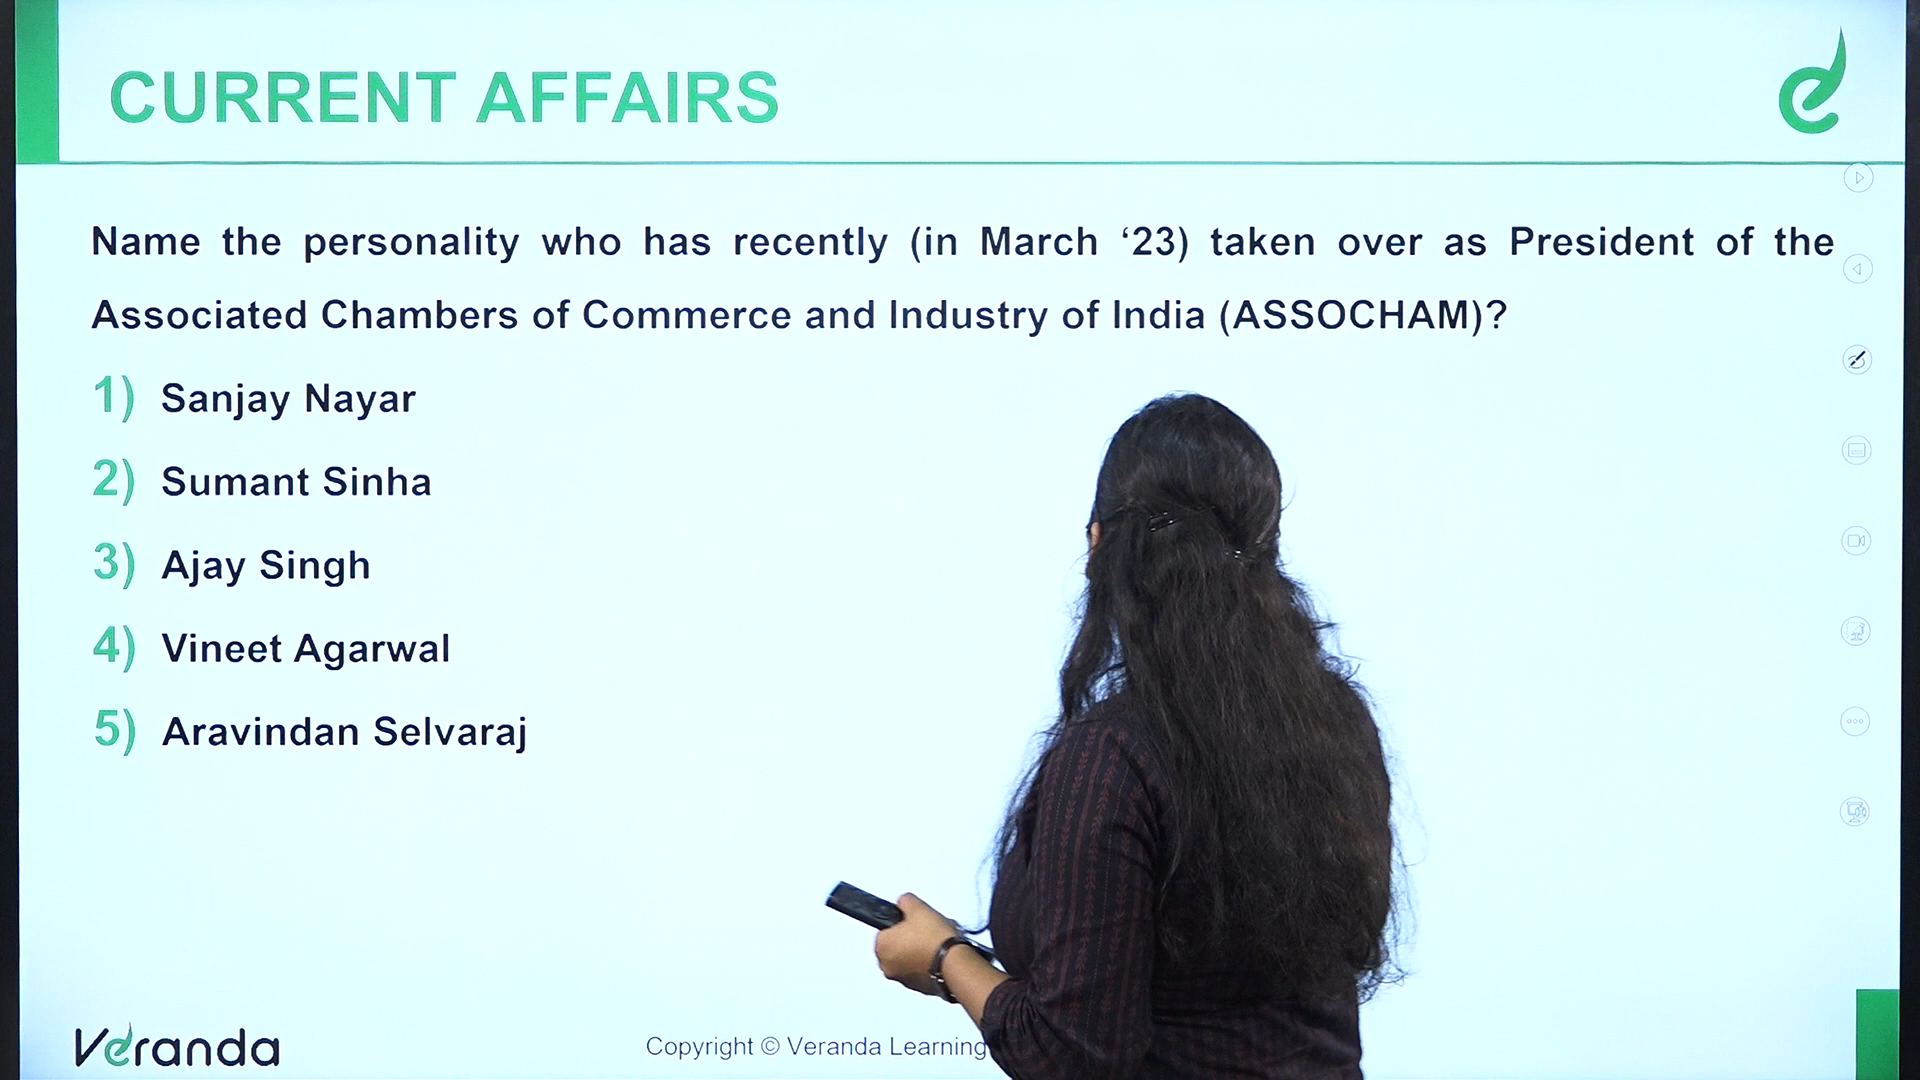 CURRENT AFFAIRS
Name the personality who has recently (in March ‘23) taken over as President of the
Associated Chambers of Commerce and Industry of India (ASSOCHAM)?
1) Sanjay Nayar
2) Sumant Sinha
3) Ajay Singh
4) Vineet Agarwal
5) Aravindan Selvaraj
Veranda
Copyright © Veranda Learning